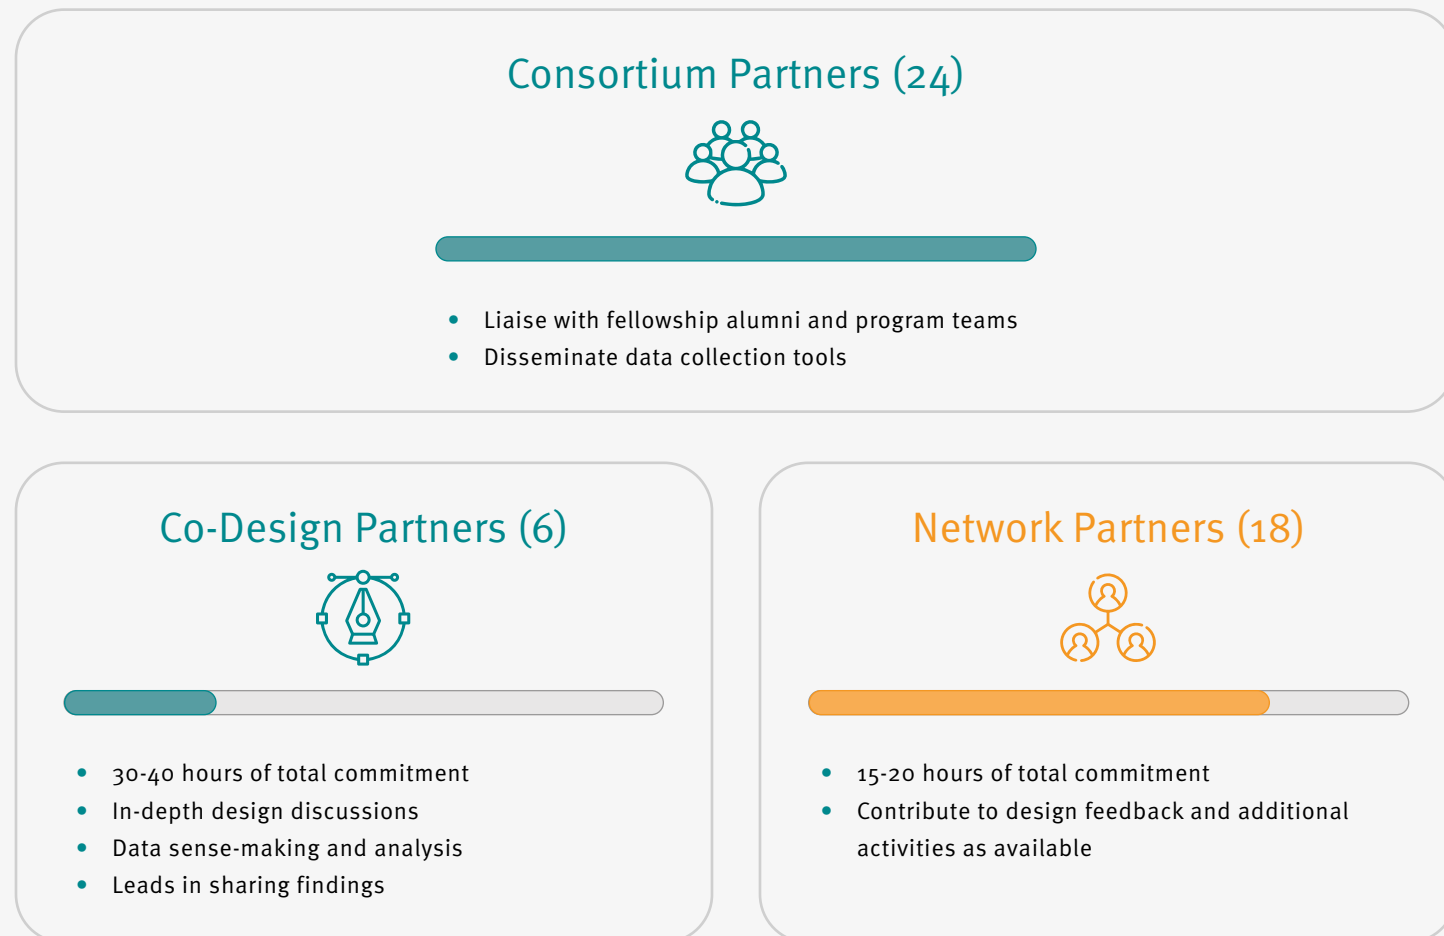 Consortium Partners (24)
• Liaise with fellowship alumni and program teams
• Disseminate data collection tools
Co-Design Partners (6)
• 30-40 hours of total commitment
• In-depth design discussions
• Data sense-making and analysis
• Leads in sharing findings
Network Partners (18)
• 15-20 hours of total commitment
• Contribute to design feedback and additional
activities as available